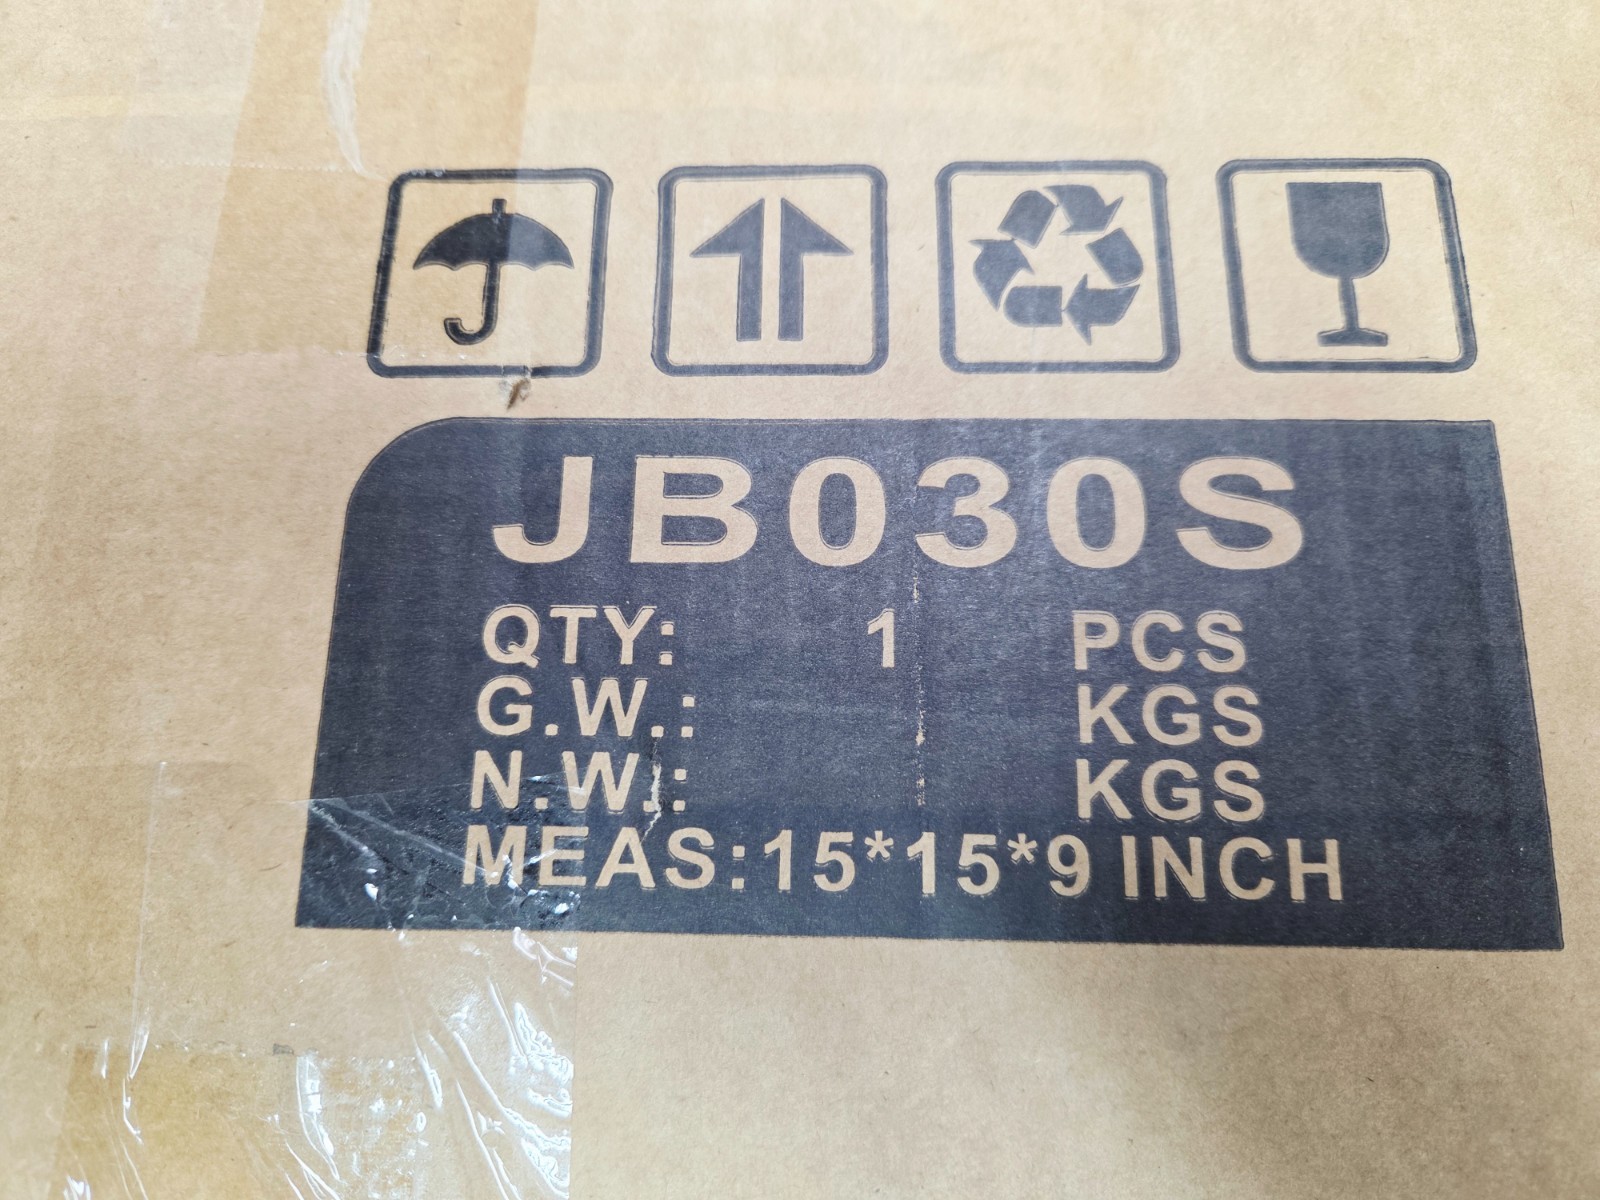 JB030S
QTY: 1 PCS
G.W.: KGS
N.W.: KGS
MEAS:15*15*9 INCH